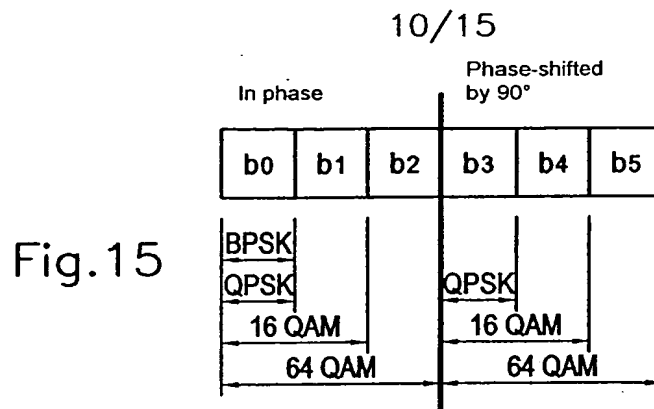 10/15
In phase
Phase-shifted
by 90°
b0 b1 b2 b3 b4 b5
BPSK
QPSK QPSK
16 QAM 16 QAM
64 QAM 64 QAM
Fig.15